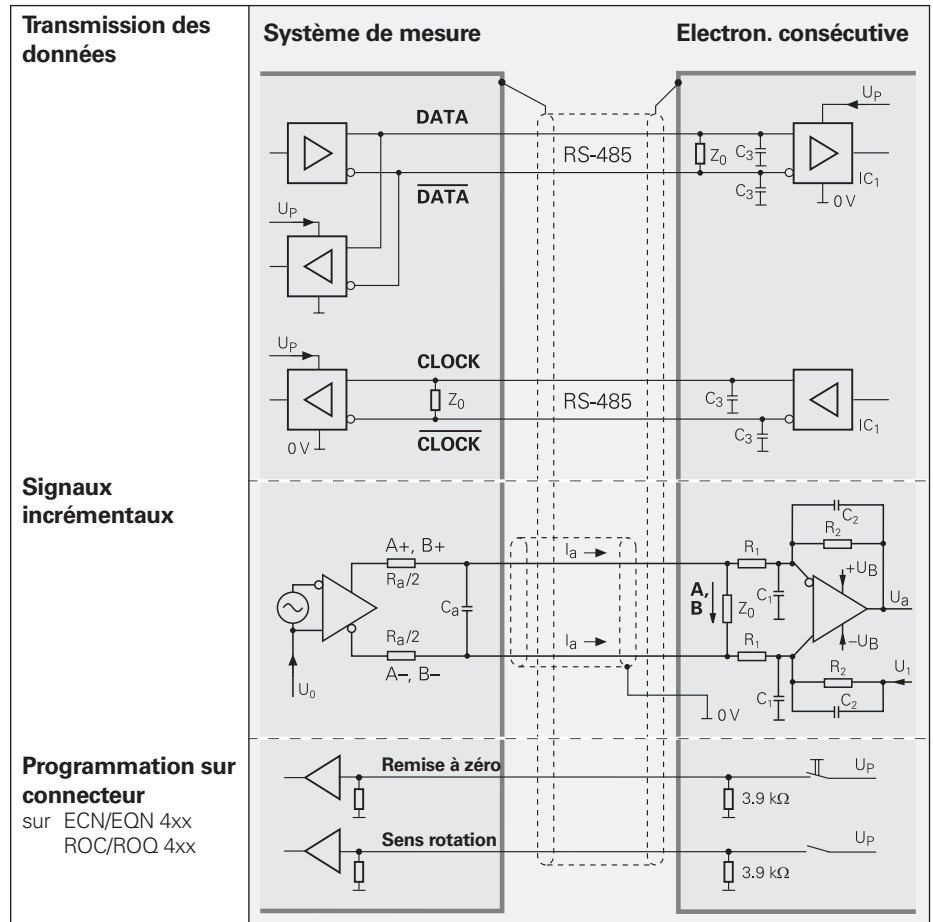 Transmission des
données
Système de mesure
Electron. consécutive
DATA
DATA
RS-485
Z0
C3
C3
UP
IC1
0 V
UP
UP
CLOCK
CLOCK
Z0
0 V
RS-485
C3
C3
IC1
Signaux
incrémentaux
A+, B+
Ra/2
Ca
Ra/2
A–, B–
U0
Ia
Ia
0 V
A,
B
Z0
R1
R1
C1
C1
C2
R2
+UB
–UB
Ua
R2
U1
C2
Programmation sur
connecteur
sur ECN/EQN 4xx
ROC/ROQ 4xx
Remise à zéro
3.9 kΩ
UP
Sens rotation
3.9 kΩ
UP